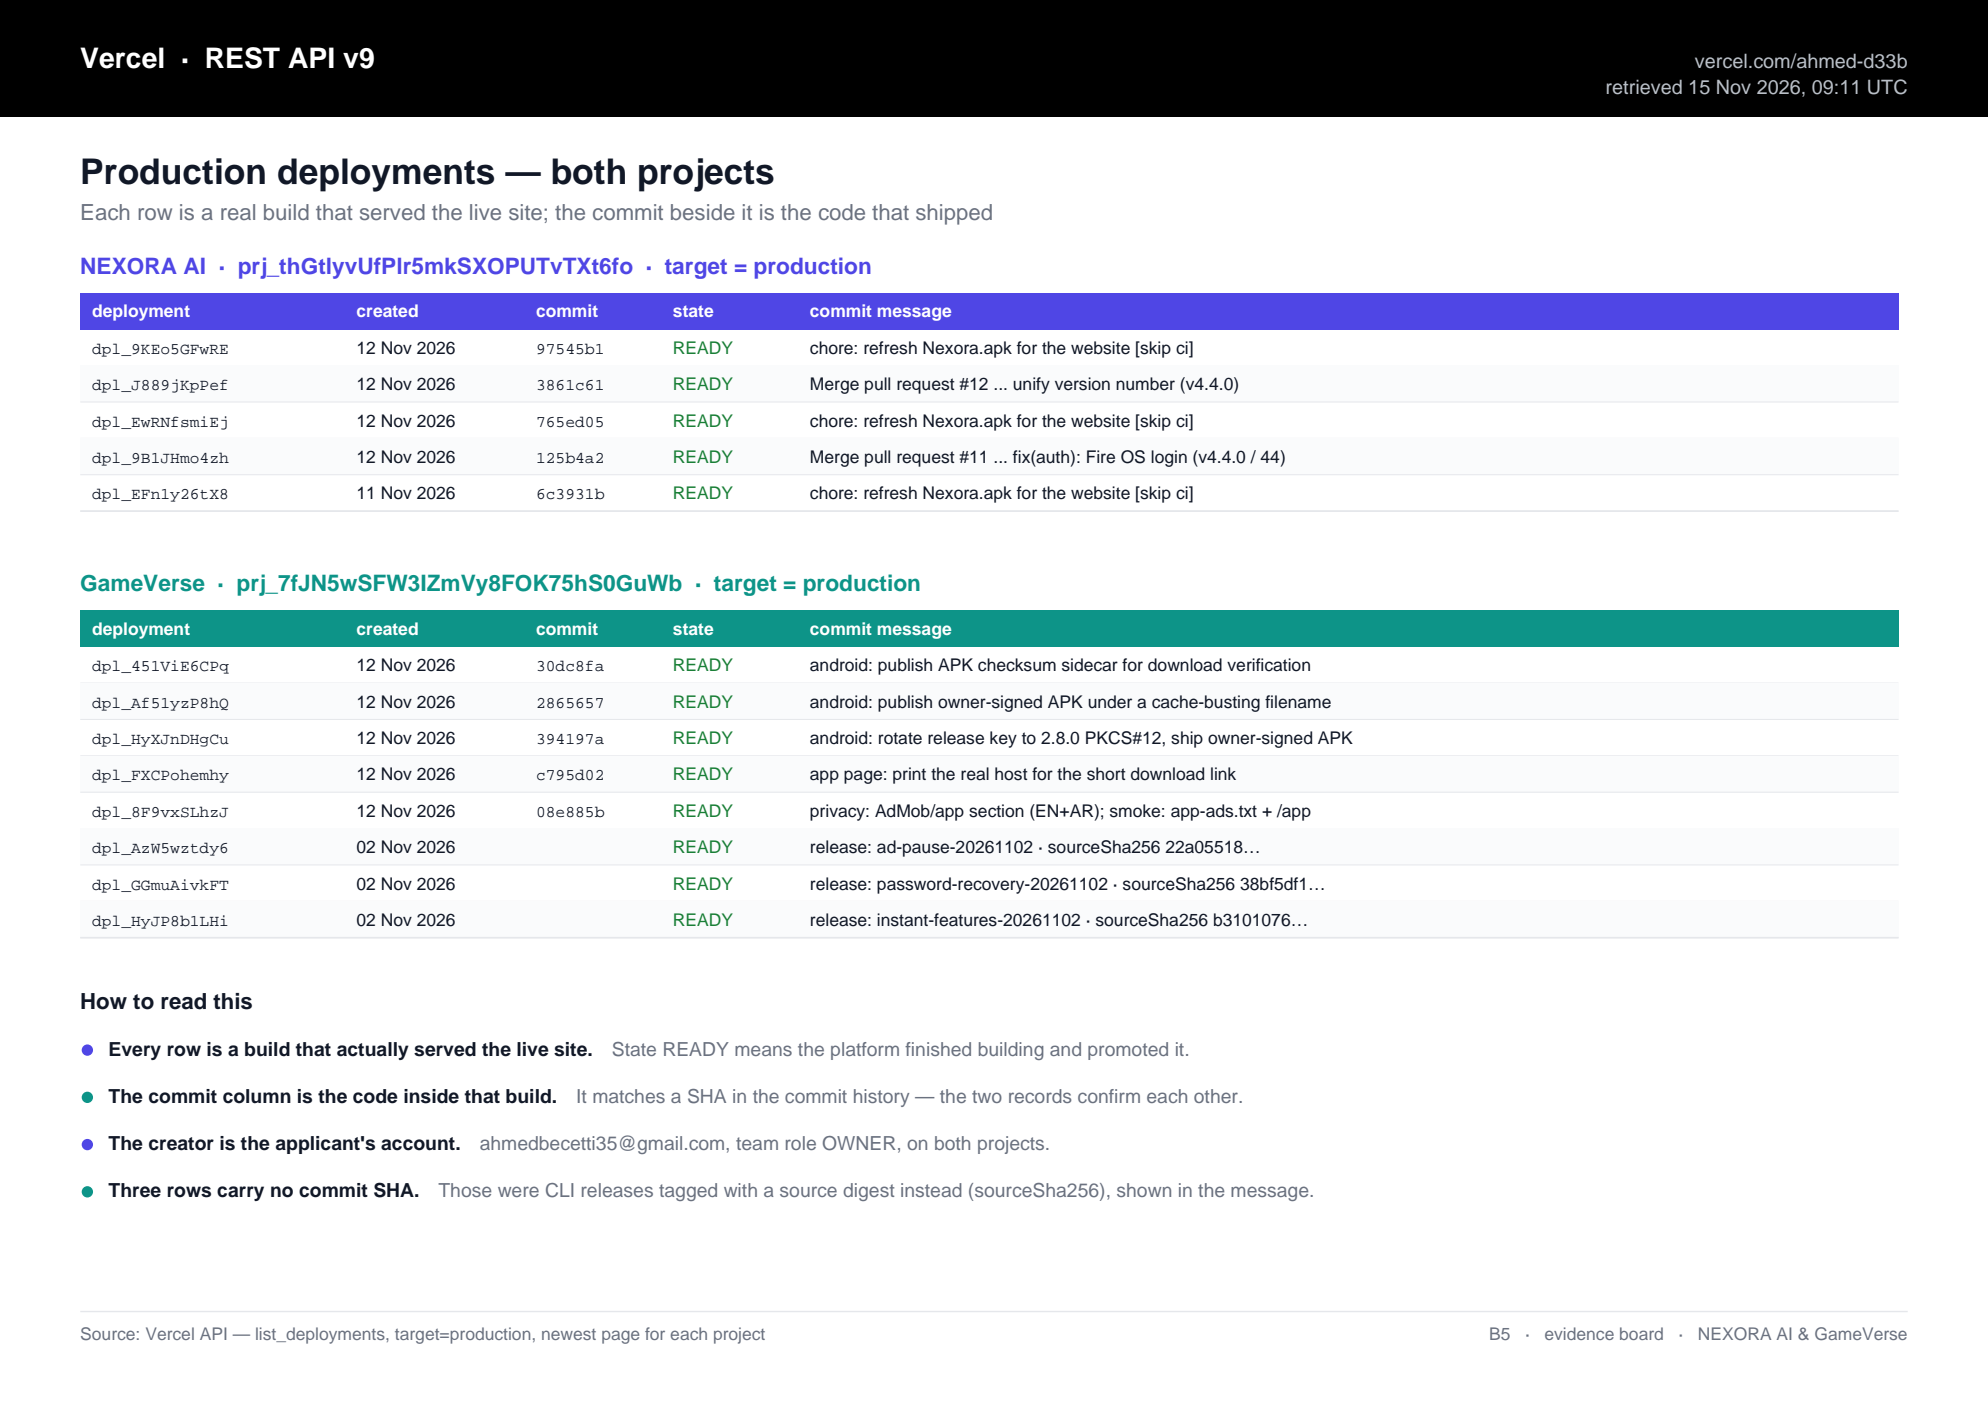 Vercel · REST API v9
vercel.com/ahmed-d33b
retrieved 15 Nov 2026, 09:11 UTC
Production deployments — both projects
Each row is a real build that served the live site; the commit beside it is the code that shipped
NEXORA AI · prj_thGtlyvUfPIr5mkSXOPUTvTXt6fo · target = production
deployment created commit state commit message
dpl_9KEo5GFwRE 12 Nov 2026 97545b1 READY chore: refresh Nexora.apk for the website [skip ci]
dpl_J889jKpPef 12 Nov 2026 3861c61 READY Merge pull request #12 ... unify version number (v4.4.0)
dpl_EwRNfsmiEj 12 Nov 2026 765ed05 READY chore: refresh Nexora.apk for the website [skip ci]
dpl_9B1JHmo4zh 12 Nov 2026 125b4a2 READY Merge pull request #11 ... fix(auth): Fire OS login (v4.4.0 / 44)
dpl_EFnly26tX8 11 Nov 2026 6c3931b READY chore: refresh Nexora.apk for the website [skip ci]
GameVerse · prj_7fJN5wSFW3IZmVy8FOK75hS0GuWb · target = production
deployment created commit state commit message
dpl_451ViE6CPq 12 Nov 2026 30dc8fa READY android: publish APK checksum sidecar for download verification
dpl_Af5lyzP8hQ 12 Nov 2026 2865657 READY android: publish owner-signed APK under a cache-busting filename
dpl_HyXJnDHgCu 12 Nov 2026 394197a READY android: rotate release key to 2.8.0 PKCS#12, ship owner-signed APK
dpl_FXCPohemhy 12 Nov 2026 c795d02 READY app page: print the real host for the short download link
dpl_8F9vxSLhzJ 12 Nov 2026 08e885b READY privacy: AdMob/app section (EN+AR); smoke: app-ads.txt + /app
dpl_AzW5wztdy6 02 Nov 2026 READY release: ad-pause-20261102 · sourceSha256 22a05518…
dpl_GGmuAivkFT 02 Nov 2026 READY release: password-recovery-20261102 · sourceSha256 38bf5df1…
dpl_HyJP8b1LHi 02 Nov 2026 READY release: instant-features-20261102 · sourceSha256 b3101076…
How to read this
Every row is a build that actually served the live site. State READY means the platform finished building and promoted it.
The commit column is the code inside that build. It matches a SHA in the commit history — the two records confirm each other.
The creator is the applicant's account. ahmedbecetti35@gmail.com, team role OWNER, on both projects.
Three rows carry no commit SHA. Those were CLI releases tagged with a source digest instead (sourceSha256), shown in the message.
Source: Vercel API — list_deployments, target=production, newest page for each project
B5 · evidence board · NEXORA AI & GameVerse